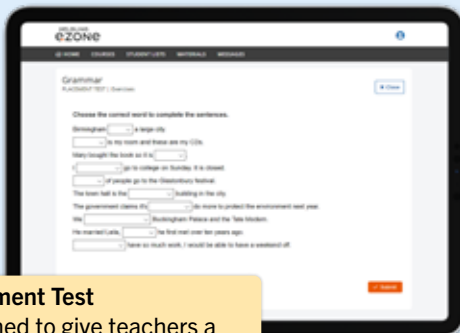 HELBLING
ezone
HOME COURSES STUDENT LISTS MATERIALS MESSAGES
Grammar
PLACEMENT TEST | Exercises
Close
Choose the correct word to complete the sentences.
Birmingham a large city.
is my room and these are my CDs.
Mary bought the book so it is .
I go to college on Sunday. It is closed.
of people go to the Glastonbury festival.
The town hall is the building in the city.
The government claims it's do more to protect the environment next year.
We Buckingham Palace and the Tate Modern.
He married Leila, he first met over ten years ago.
have so much work, I would be able to have a weekend off.
Submit
ment Test
ned to give teachers a